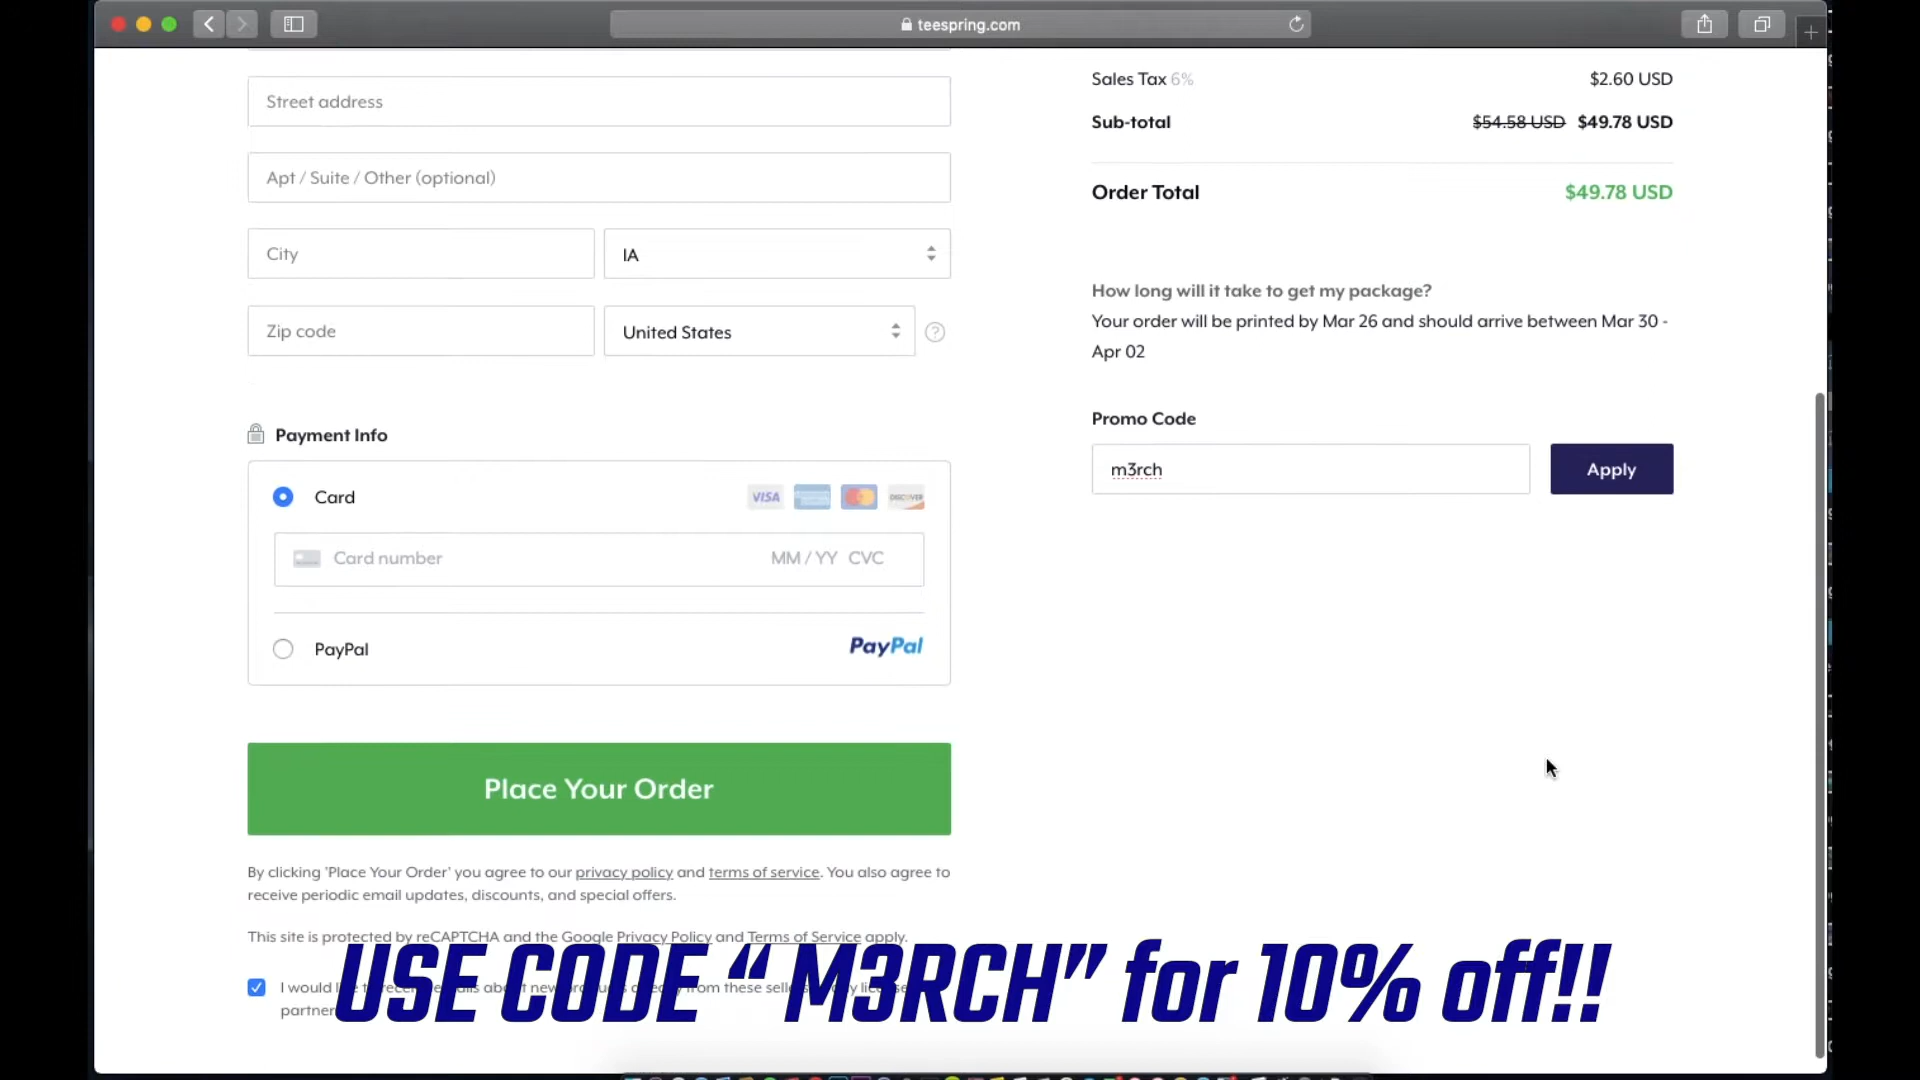 teespring.com
Street address
Apt / Suite / Other (optional)
City
IA
Zip code
United States
?
Payment Info
Card
VISA
DISCOVER
Card number
MM / YY CVC
PayPal
PayPal
Place Your Order
By clicking 'Place Your Order' you agree to our privacy policy and terms of service. You also agree to
receive periodic email updates, discounts, and special offers.
This site is protected by reCAPTCHA and the Google Privacy Policy and Terms of Service apply.
I would
partner
Sales Tax 6%
$2.60 USD
Sub-total
$54.58 USD $49.78 USD
Order Total
$49.78 USD
How long will it take to get my package?
Your order will be printed by Mar 26 and should arrive between Mar 30 -
Apr 02
Promo Code
m3rch
Apply
USE CODE “ M3RCH” for 10% off!!